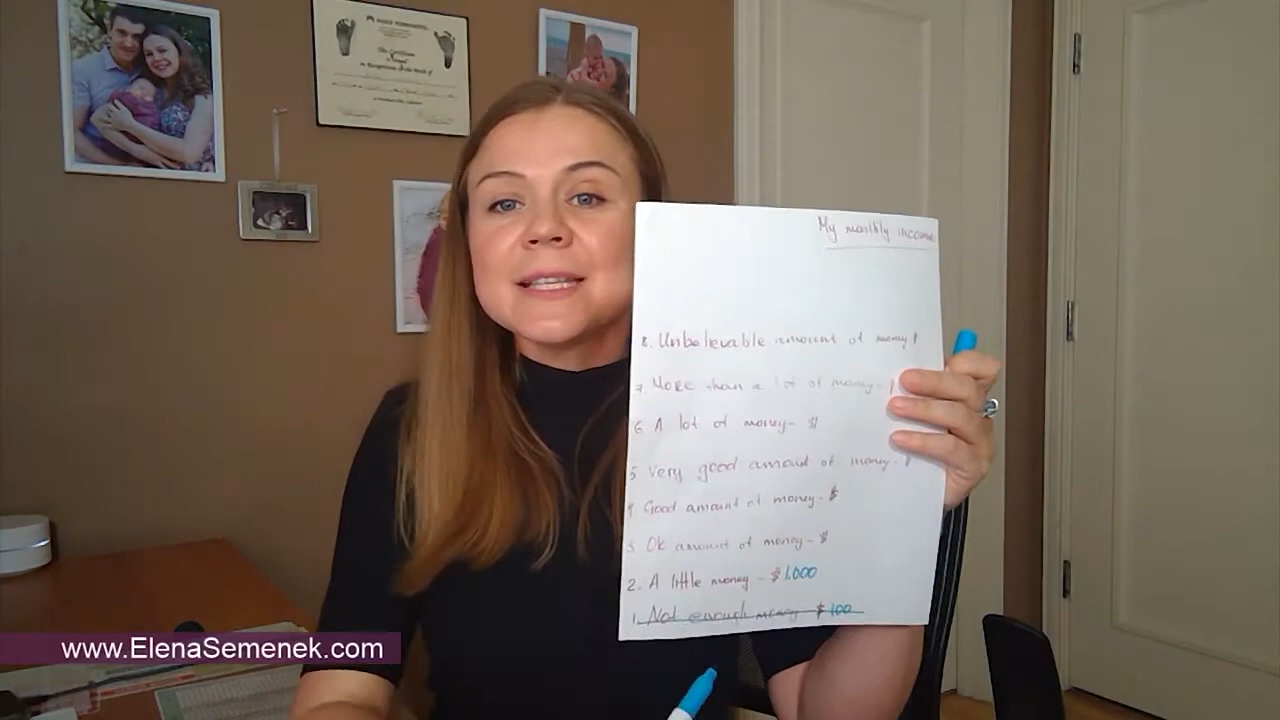 The Certificate
My monthly income
8. Unbelievable amount of money $
7. More than a lot of money - $
6 A lot of money - $
5 Very good amount of money - $
4 Good amount of money - $
3. Ok amount of money - $
2. A little money - $1.000
1. Not enough money $100
www.ElenaSemenek.com